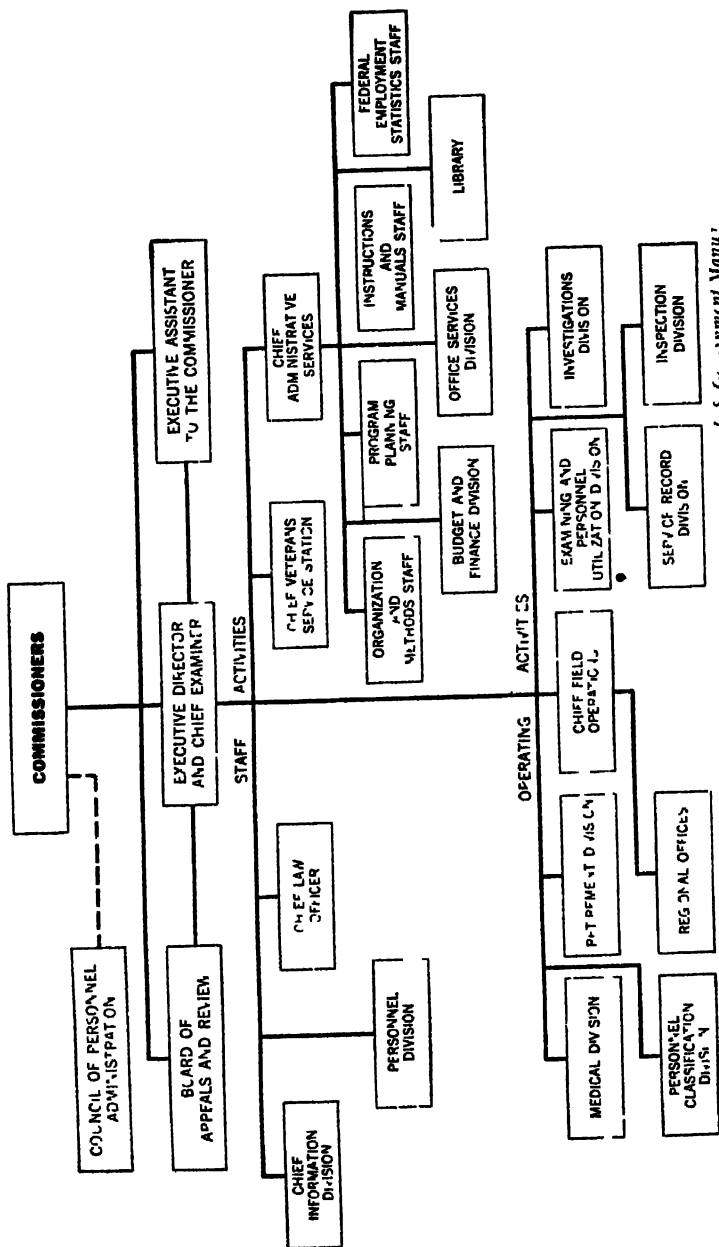 COMMISSIONERS
COUNCIL OF PERSONNEL
ADMINISTRATION
BOARD OF
APPEALS AND REVIEW
EXECUTIVE DIRECTOR
AND CHIEF EXAMINER
EXECUTIVE ASSISTANT
TO THE COMMISSIONER
STAFF ACTIVITIES
CHIEF
INFORMATION
DIVISION
PERSONNEL
DIVISION
CHIEF LAW
OFFICER
CHIEF VETERANS
SERVICE STATION
CHIEF
ADMINISTRATIVE
SERVICES
ORGANIZATION
AND
METHODS STAFF
PROGRAM
PLANNING
STAFF
INSTRUCTIONS
AND
MANUALS STAFF
FEDERAL
EMPLOYMENT
STATISTICS STAFF
BUDGET AND
FINANCE DIVISION
OFFICE SERVICES
DIVISION
LIBRARY
OPERATING ACTIVITIES
MEDICAL DIVISION
RETIREMENT DIVISION
CHIEF FIELD
OPERATIONS
EXAMINING AND
PERSONNEL
UTILIZATION DIVISION
INVESTIGATIONS
DIVISION
PERSONNEL
CLASSIFICATION
DIVISION
REGIONAL OFFICES
SERVICE RECORD
DIVISION
INSPECTION
DIVISION